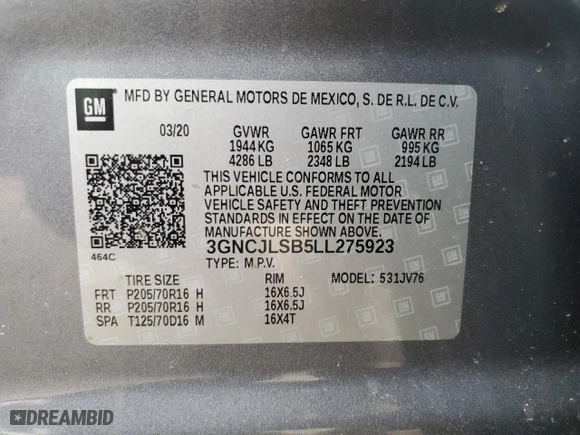 GM
MFD BY GENERAL MOTORS DE MEXICO, S. DE R.L. DE C.V.
03/20 GVWR GAWR FRT GAWR RR
1944 KG 1065 KG 995 KG
4286 LB 2348 LB 2194 LB
THIS VEHICLE CONFORMS TO ALL
APPLICABLE U.S. FEDERAL MOTOR
VEHICLE SAFETY AND THEFT PREVENTION
STANDARDS IN EFFECT ON THE DATE OF
MANUFACTURE SHOWN ABOVE.
464C
3GNCJLSB5LL275923
TYPE: M.P.V.
TIRE SIZE RIM MODEL: 531JV76
FRT P205/70R16 H 16X6.5J
RR P205/70R16 H 16X6.5J
SPA T125/70D16 M 16X4T
DREAMBID